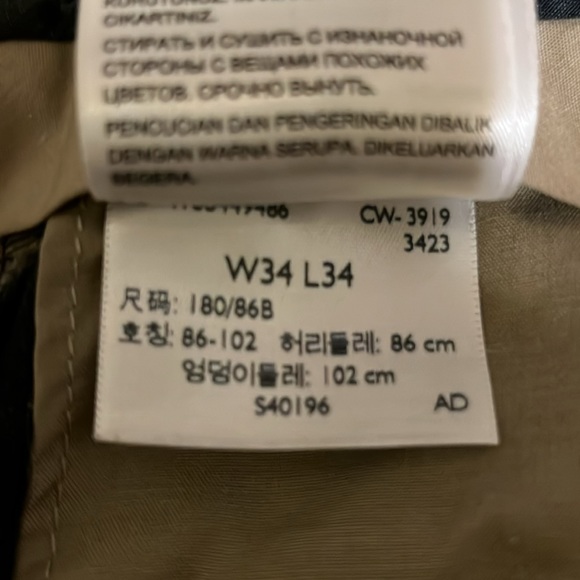 ÇIKARTINIZ.
СТИРАТЬ И СУШИТЬ С ИЗНАНОЧНОЙ
СТОРОНЫ С ВЕЩАМИ ПОХОЖИХ
ЦВЕТОВ. СРОЧНО ВЫНУТЬ.
PENCUCIAN DAN PENGERINGAN DIBALIK
DENGAN WARNA SERUPA. DIKELUARKAN
SEGERA.
CW- 3919
3423
W34 L34
尺码: 180/86B
호칭: 86-102 허리둘레: 86 cm
엉덩이둘레: 102 cm
S40196 AD